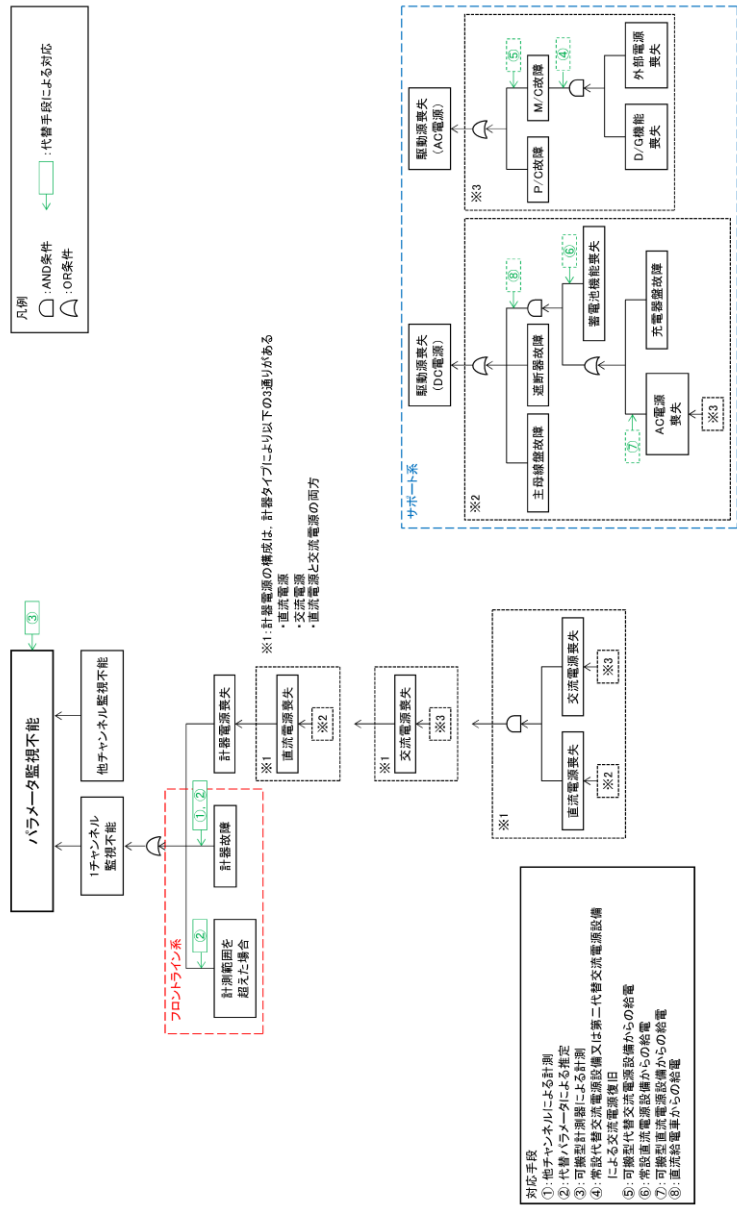 凡例
:AND条件
:OR条件
:代替手段による対応
パラメータ監視不能
③
1チャンネル
監視不能
他チャンネル監視不能
フロントライン系
②
①,②
計測範囲を
超えた場合
計器故障
計器電源喪失
※1:計器電源の構成は、計器タイプにより以下の3通りがある
・直流電源
・交流電源
・直流電源と交流電源の両方
※1
直流電源喪失
※2
※1
交流電源喪失
※3
※1
直流電源喪失
交流電源喪失
※2
※3
サポート系
駆動源喪失
(DC電源)
※2
⑧
主母線盤故障
遮断器故障
⑥
蓄電池機能喪失
⑦
AC電源
喪失
充電器盤故障
※3
駆動源喪失
(AC電源)
※3
⑤
P/C故障
M/C故障
④
D/G機能
喪失
外部電源
喪失
対応手段
①:他チャンネルによる計測
②:代替パラメータによる推定
③:可搬型計測器による計測
④:常設代替交流電源設備又は第二代替交流電源設備
による交流電源復旧
⑤:可搬型代替交流電源設備からの給電
⑥:常設直流電源設備からの給電
⑦:可搬型直流電源設備からの給電
⑧:直流給電車からの給電